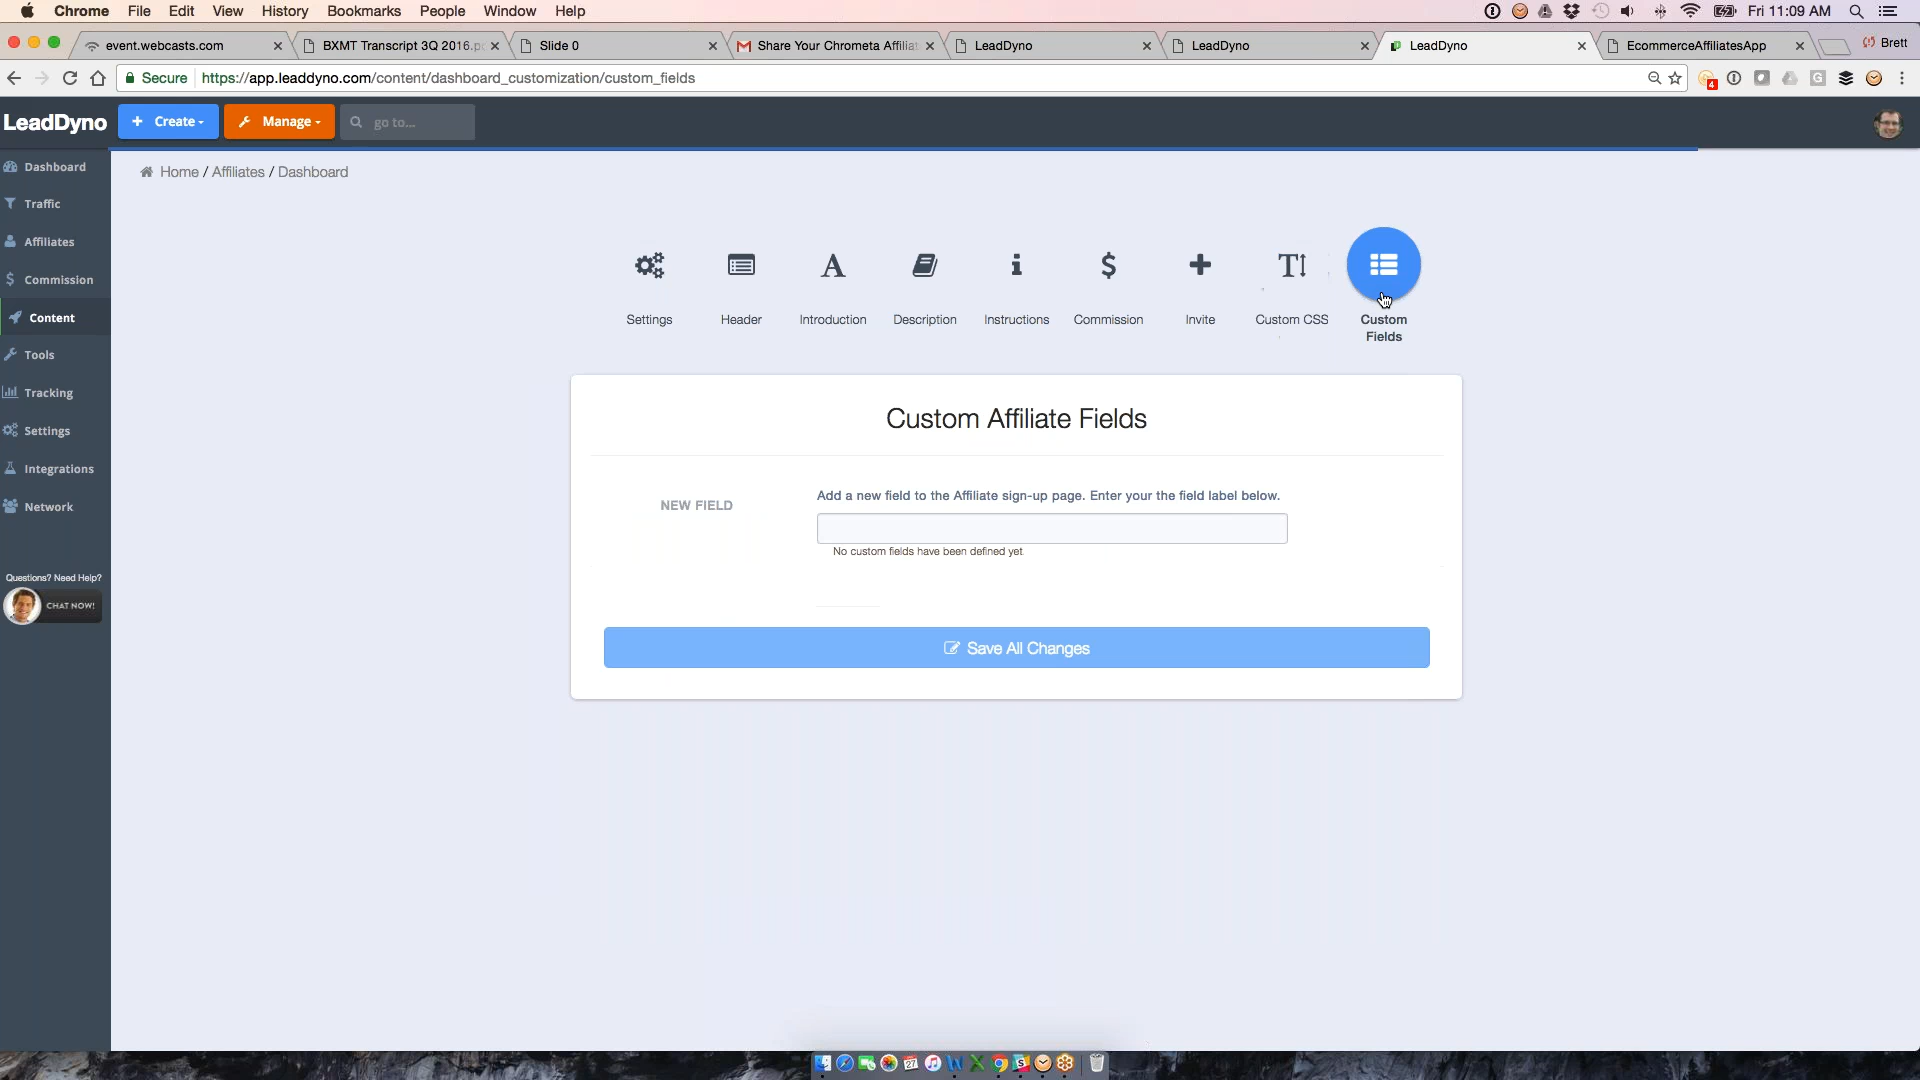 Chrome File Edit View History Bookmarks People Window Help Fri 11:09 AM
event.webcasts.com BXMT Transcript 3Q 2016.p Slide 0 Share Your Chrometa Affilia LeadDyno LeadDyno LeadDyno EcommerceAffiliatesApp Brett
Secure https://app.leaddyno.com/content/dashboard_customization/custom_fields 4
LeadDyno + Create Manage go to...
Dashboard
Traffic
Affiliates
Commission
Content
Tools
Tracking
Settings
Integrations
Network
Questions? Need Help?
CHAT NOW!
Home / Affiliates / Dashboard
Settings Header Introduction Description Instructions Commission Invite Custom CSS Custom
Fields
Custom Affiliate Fields
NEW FIELD
Add a new field to the Affiliate sign-up page. Enter your the field label below.
No custom fields have been defined yet
Save All Changes
27